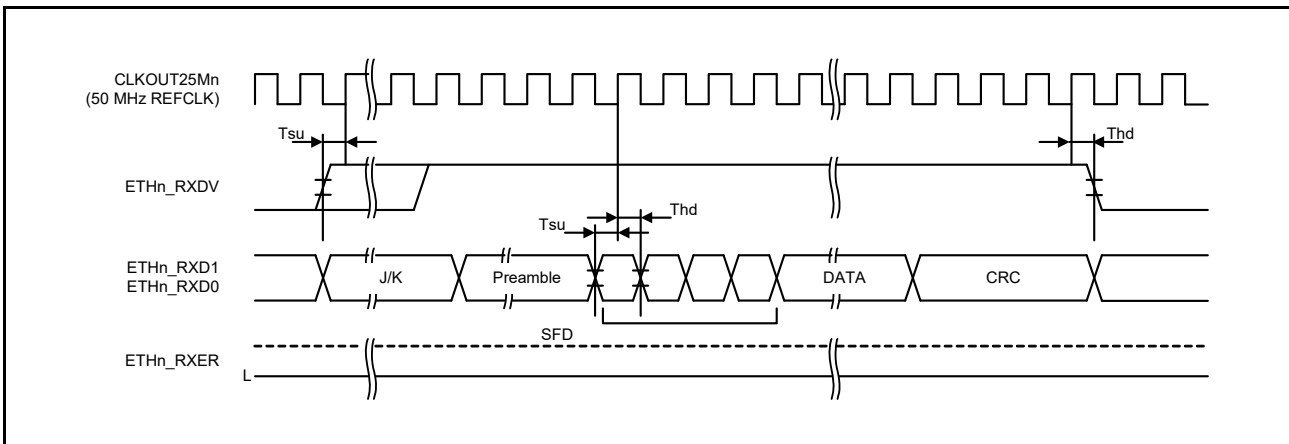 CLKOUT25Mn
(50 MHz REFCLK)
Tsu
Thd
ETHn_RXDV
Tsu
Thd
ETHn_RXD1
ETHn_RXD0
J/K
Preamble
DATA
CRC
SFD
ETHn_RXER
L